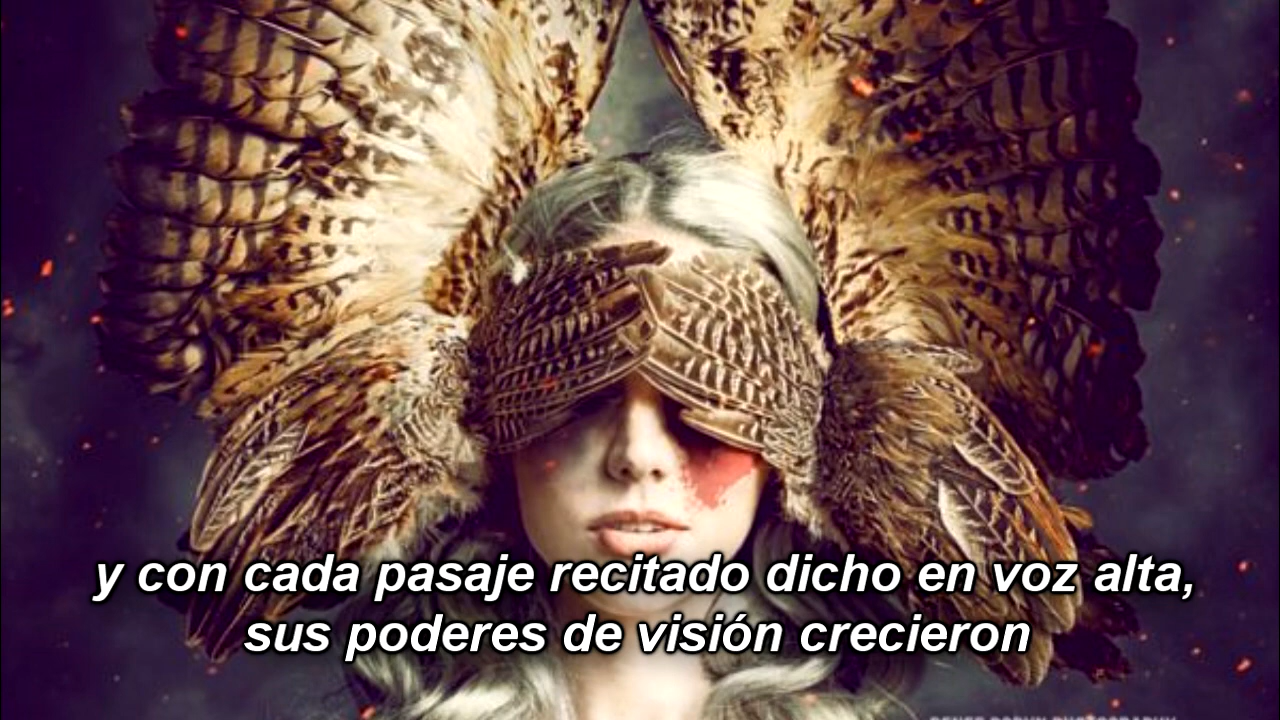 y con cada pasaje recitado dicho en voz alta,
sus poderes de visión crecieron